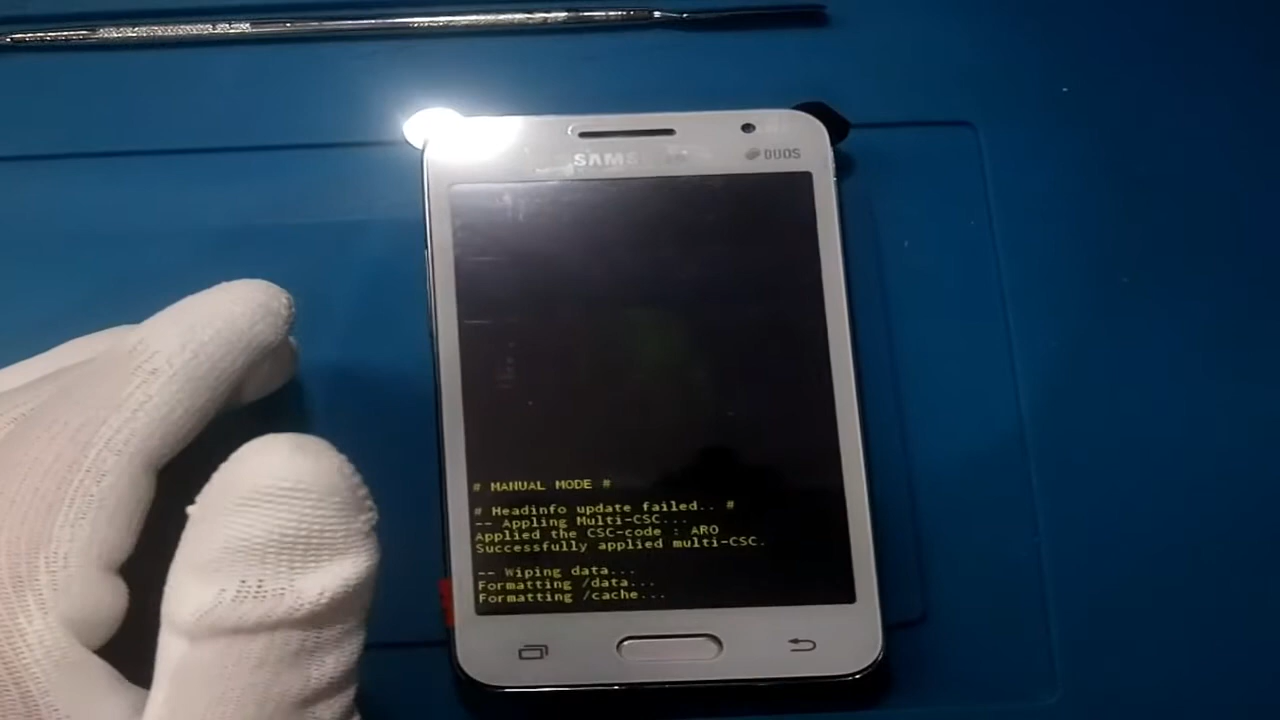 SAMSUNG
DUOS
# MANUAL MODE #
# Headinfo update failed.. #
-- Appling Multi-CSC...
Applied the CSC-code : ARO
Successfully applied multi-CSC.
-- Wiping data...
Formatting /data...
Formatting /cache...